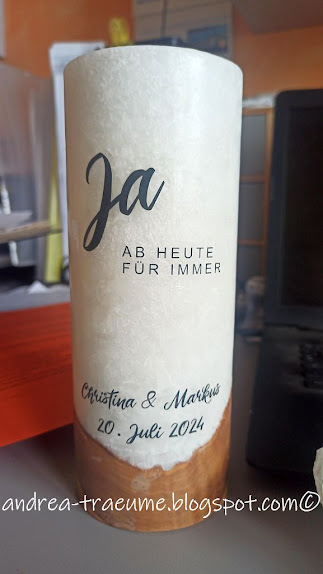 Ja
AB HEUTE
FÜR IMMER
Christina & Markus
20. Juli 2024
andrea-traeume.blogspot.com©